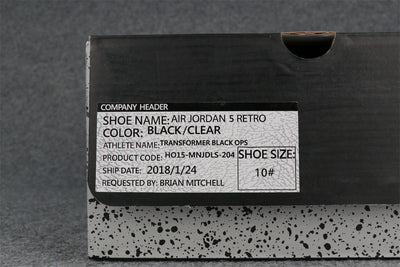 COMPANY HEADER
SHOE NAME: AIR JORDAN 5 RETRO
COLOR: BLACK/CLEAR
ATHLETE NAME: TRANSFORMER BLACK OPS
PRODUCT CODE: HO15-MNJDLS-204
SHIP DATE: 2018/1/24
REQUESTED BY: BRIAN MITCHELL
SHOE SIZE:
10#